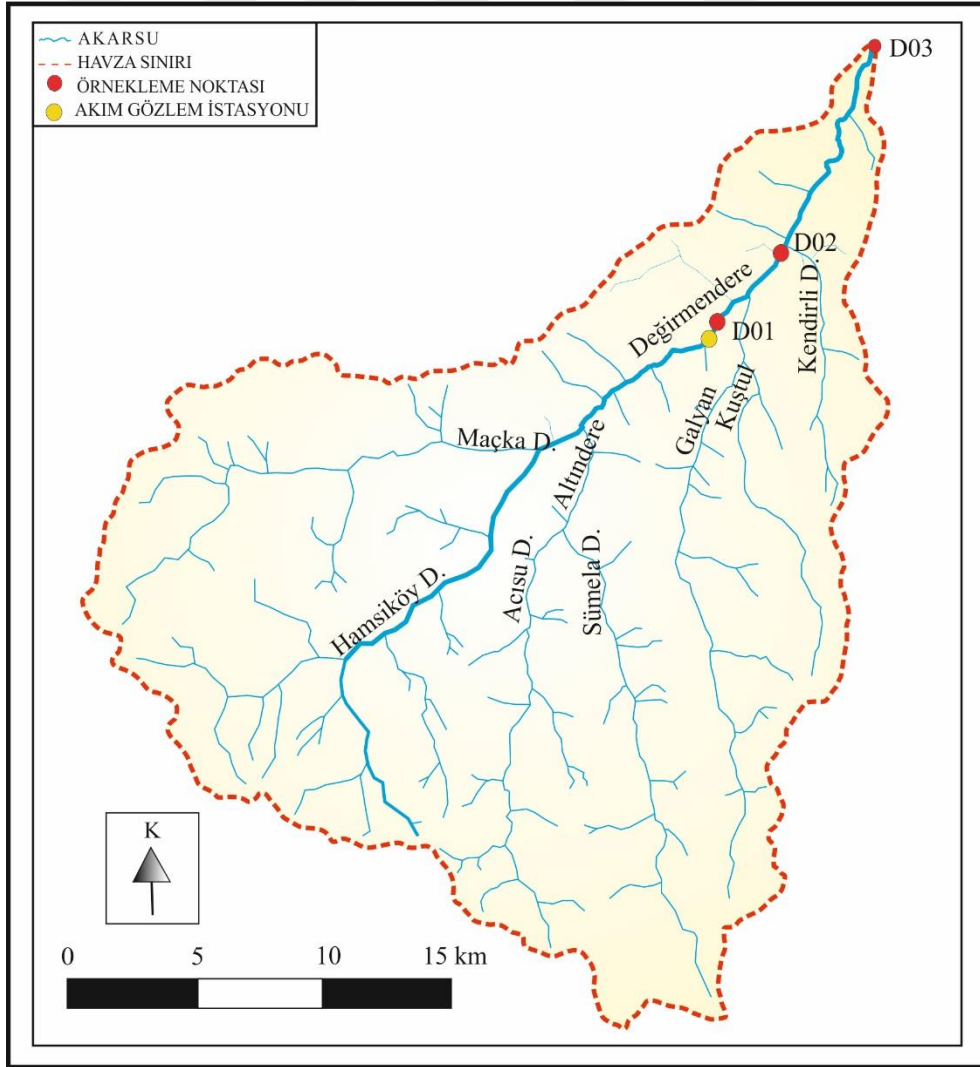 AKARSU
HAVZA SINIRI
ÖRNEKLEME NOKTASI
AKIM GÖZLEM İSTASYONU
D03
D02
Kendirli D.
Değirmendere
D01
Galyan
Kuştul
Maçka D.
Altındere
Acısu D.
Sümela D.
Hamsiköy D.
K
0 5 10 15 km